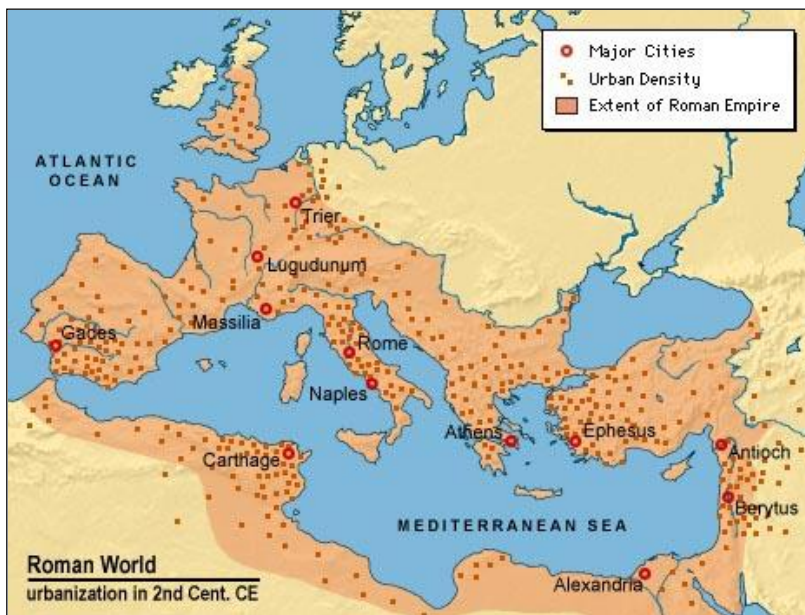 Major Cities
Urban Density
Extent of Roman Empire
ATLANTIC
OCEAN
Trier
Lugudunum
Massilia
Gades
Rome
Naples
Athens
Ephesus
Antioch
Carthage
Berytus
MEDITERRANEAN SEA
Alexandria
Roman World
urbanization in 2nd Cent. CE